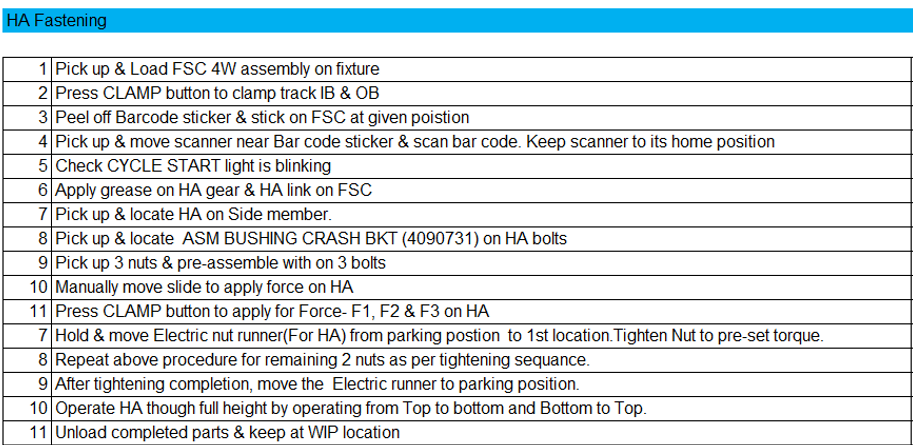 HA Fastening
1 Pick up & Load FSC 4W assembly on fixture
2 Press CLAMP button to clamp track IB & OB
3 Peel off Barcode sticker & stick on FSC at given poistion
4 Pick up & move scanner near Bar code sticker & scan bar code. Keep scanner to its home position
5 Check CYCLE START light is blinking
6 Apply grease on HA gear & HA link on FSC
7 Pick up & locate HA on Side member.
8 Pick up & locate ASM BUSHING CRASH BKT (4090731) on HA bolts
9 Pick up 3 nuts & pre-assemble with on 3 bolts
10 Manually move slide to apply force on HA
11 Press CLAMP button to apply for Force- F1, F2 & F3 on HA
7 Hold & move Electric nut runner(For HA) from parking postion to 1st location.Tighten Nut to pre-set torque.
8 Repeat above procedure for remaining 2 nuts as per tightening sequance.
9 After tightening completion, move the Electric runner to parking position.
10 Operate HA though full height by operating from Top to bottom and Bottom to Top.
11 Unload completed parts & keep at WIP location